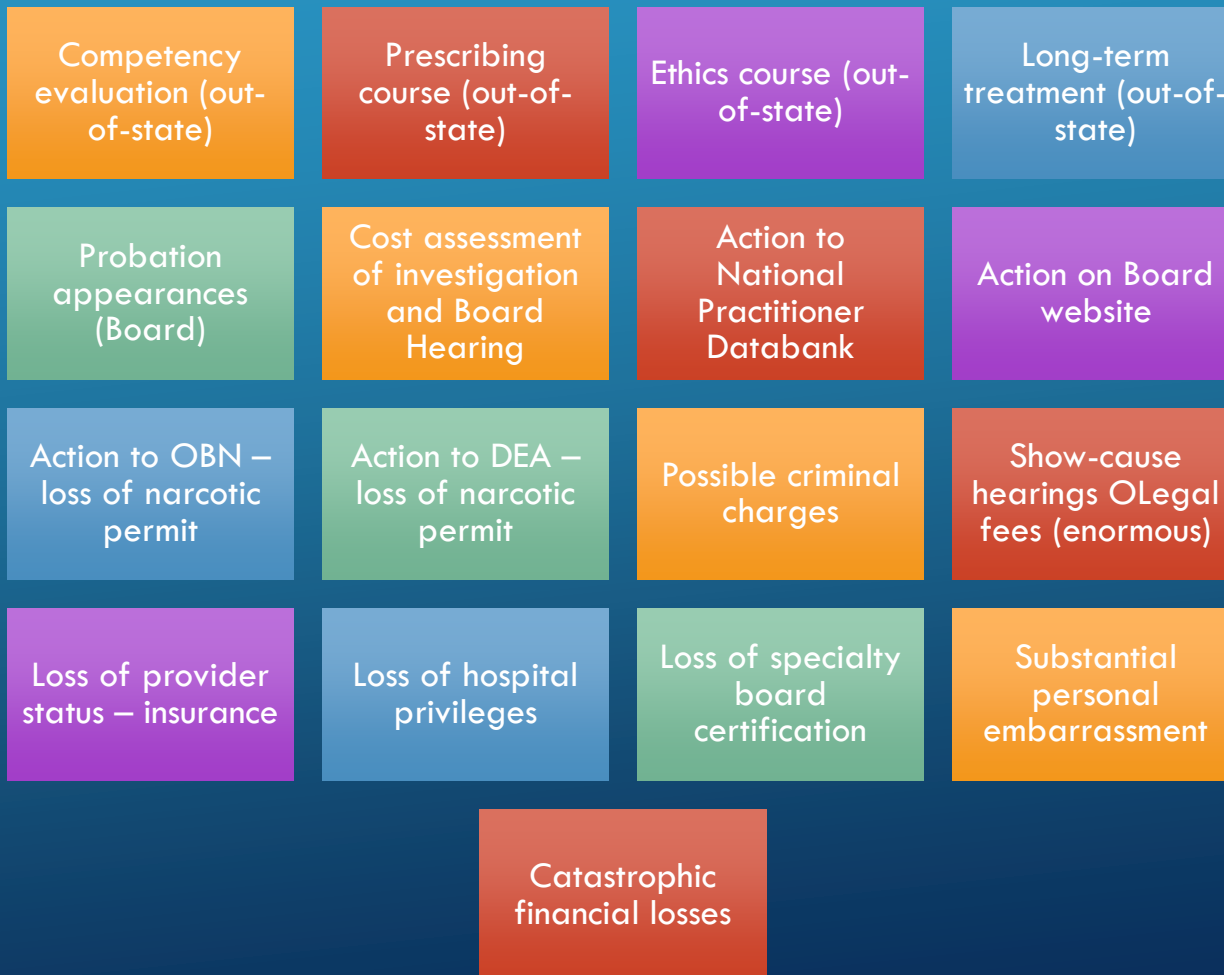 Competency
evaluation (out-
of-state)
Prescribing
course (out-of-
state)
Ethics course (out-
of-state)
Long-term
treatment (out-of-
state)
Probation
appearances
(Board)
Cost assessment
of investigation
and Board
Hearing
Action to
National
Practitioner
Databank
Action on Board
website
Action to OBN –
loss of narcotic
permit
Action to DEA –
loss of narcotic
permit
Possible criminal
charges
Show-cause
hearings OLegal
fees (enormous)
Loss of provider
status – insurance
Loss of hospital
privileges
Loss of specialty
board
certification
Substantial
personal
embarrassment
Catastrophic
financial losses